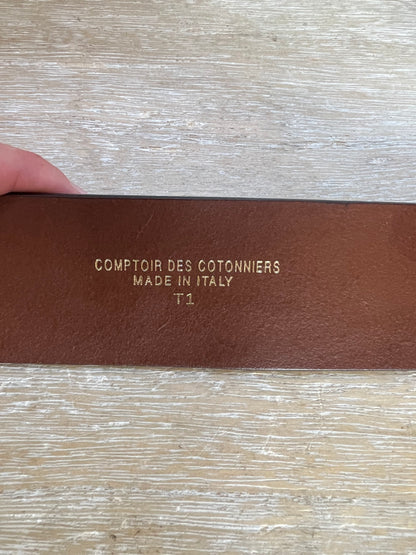 COMPTOIR DES COTONNIERS
MADE IN ITALY
T1